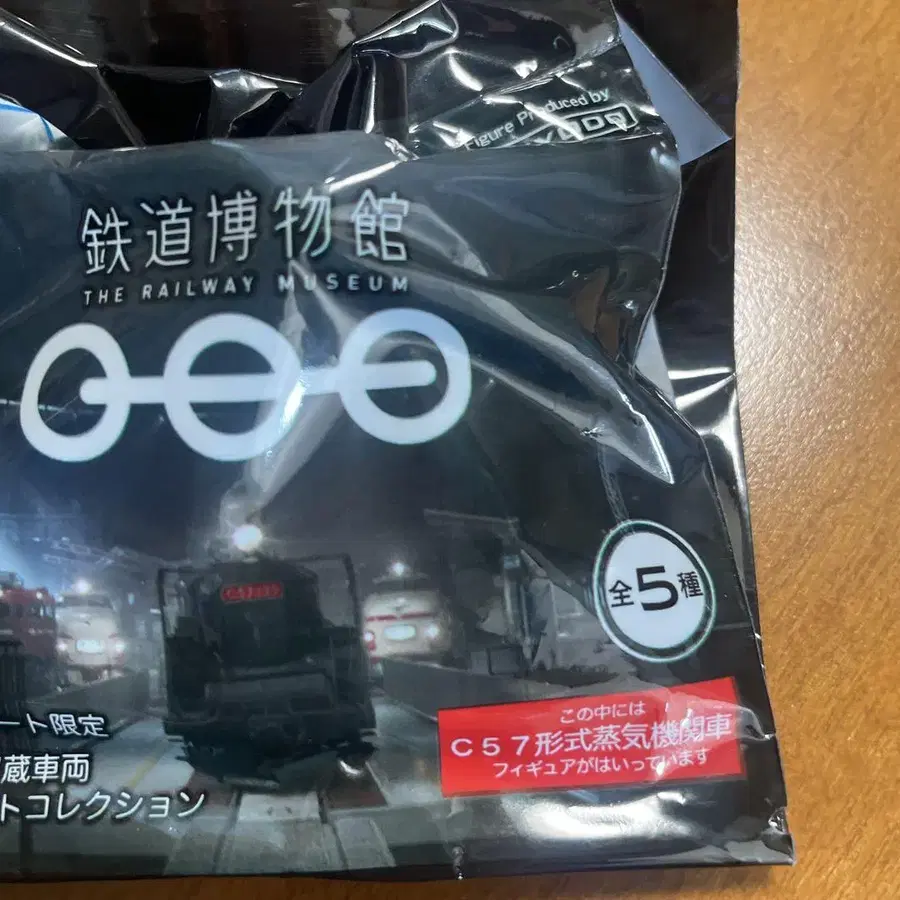 Figure Produced by
鉄道博物館
THE RAILWAY MUSEUM
全5種
ート限定
蔵車両
トコレクション
この中には
C57形式蒸気機関車
フィギュアがはいっています